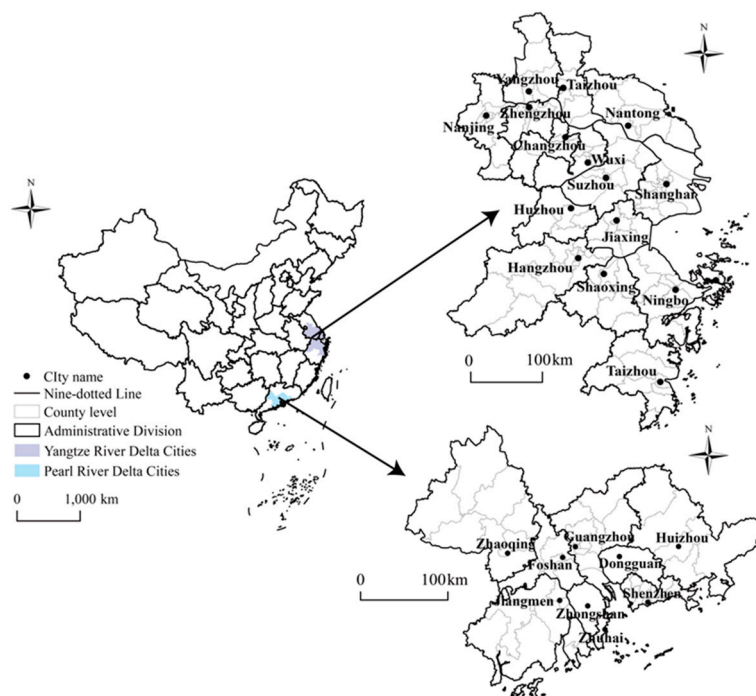 N
Yangzhou
Taizhou
Zhengzhou
Nantong
Nanjing
Changzhou
Wuxi
Suzhou
Shanghai
Huzhou
Jiaxing
Hangzhou
Shaoxing
Ningbo
Taizhou
0 100km
N
CIty name
Nine-dotted Line
County level
Administrative Division
Yangtze River Delta Cities
Pearl River Delta Cities
0 1,000 km
N
Zhaoqing
Guangzhou
Huizhou
Foshan
Dongguan
ShenZhen
Jiangmen
Zhongshan
Zhuhai
0 100km